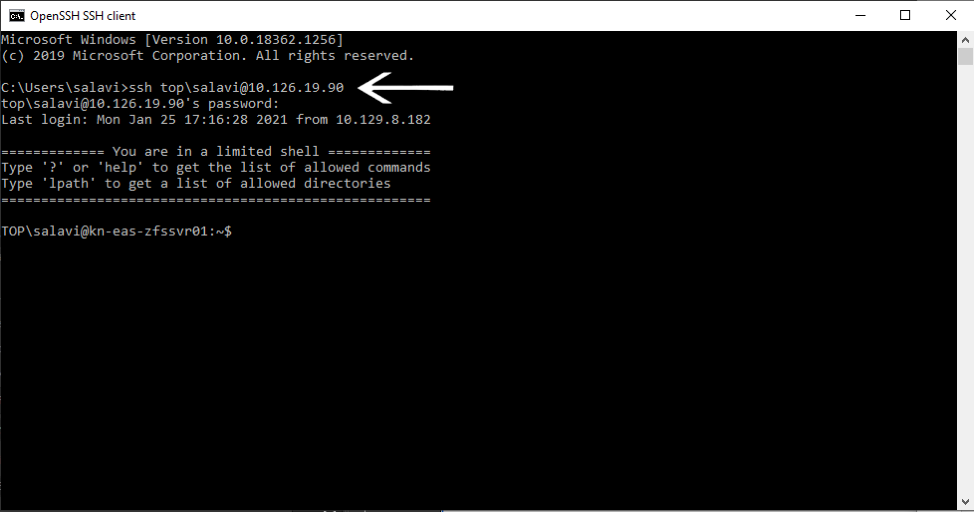 OpenSSH SSH client
Microsoft Windows [Version 10.0.18362.1256]
(c) 2019 Microsoft Corporation. All rights reserved.
C:\Users\salavi>ssh top\salavi@10.126.19.90
top\salavi@10.126.19.90's password:
Last login: Mon Jan 25 17:16:28 2021 from 10.129.8.182
============= You are in a limited shell =============
Type '?' or 'help' to get the list of allowed commands
Type 'lpath' to get a list of allowed directories
======================================================
TOP\salavi@kn-eas-zfssvr01:~$